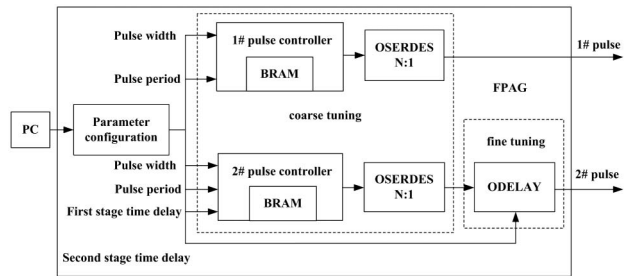 Pulse width
1# pulse controller
OSERDES
N:1
1# pulse
Pulse period
BRAM
FPAG
coarse tuning
PC
Parameter
configuration
fine tuning
Pulse width
2# pulse controller
OSERDES
N:1
ODELAY
2# pulse
Pulse period
BRAM
First stage time delay
Second stage time delay